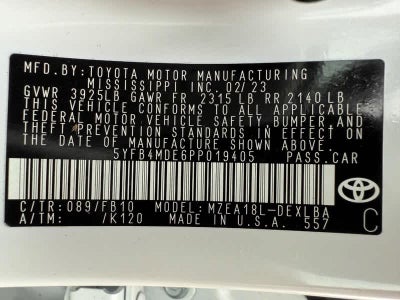 MFD.BY:TOYOTA MOTOR MANUFACTURING
MISSISSIPPI INC. 02/23
GVWR 3925LB GAWR FR 2315 LB RR 2140 LB
THIS VEHICLE CONFORMS TO ALL APPLICABLE
FEDERAL MOTOR VEHICLE SAFETY, BUMPER AND
THEFT PREVENTION STANDARDS IN EFFECT ON
THE DATE OF MANUFACTURE SHOWN ABOVE.
5YFB4MDE6PP019405 PASS.CAR
C/TR:089/FB10 MODEL:MZEA18L-DEXLBA
A/TM: /K120 MADE IN U.S.A. 557
TOYOTA
C